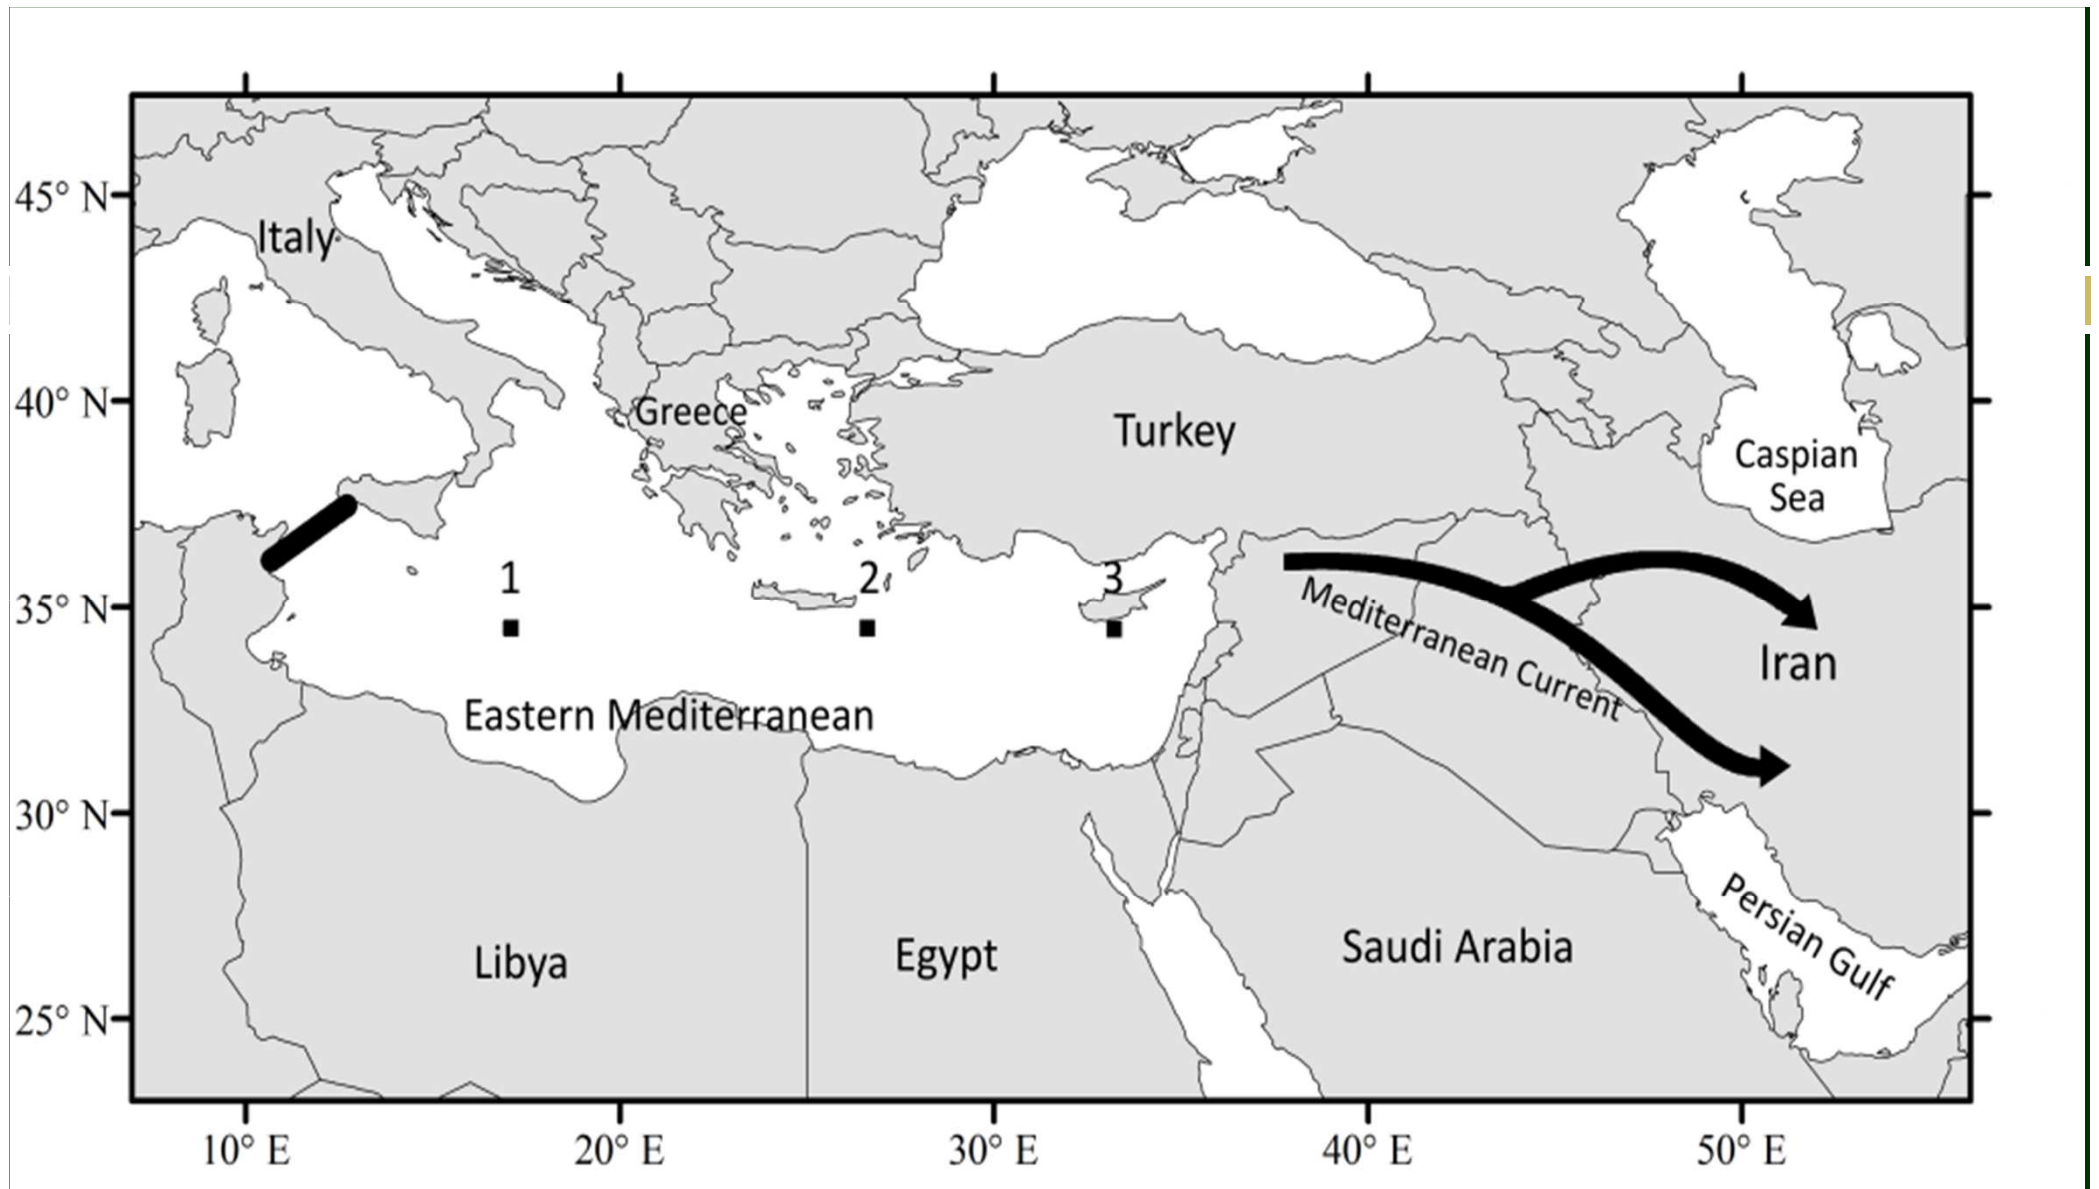 45° N
Italy
40° N
Greece
Turkey
Caspian
Sea
1
2
3
35° N
Mediterranean Current
Iran
Eastern Mediterranean
30° N
Persian Gulf
Libya
Egypt
Saudi Arabia
25° N
10° E
20° E
30° E
40° E
50° E